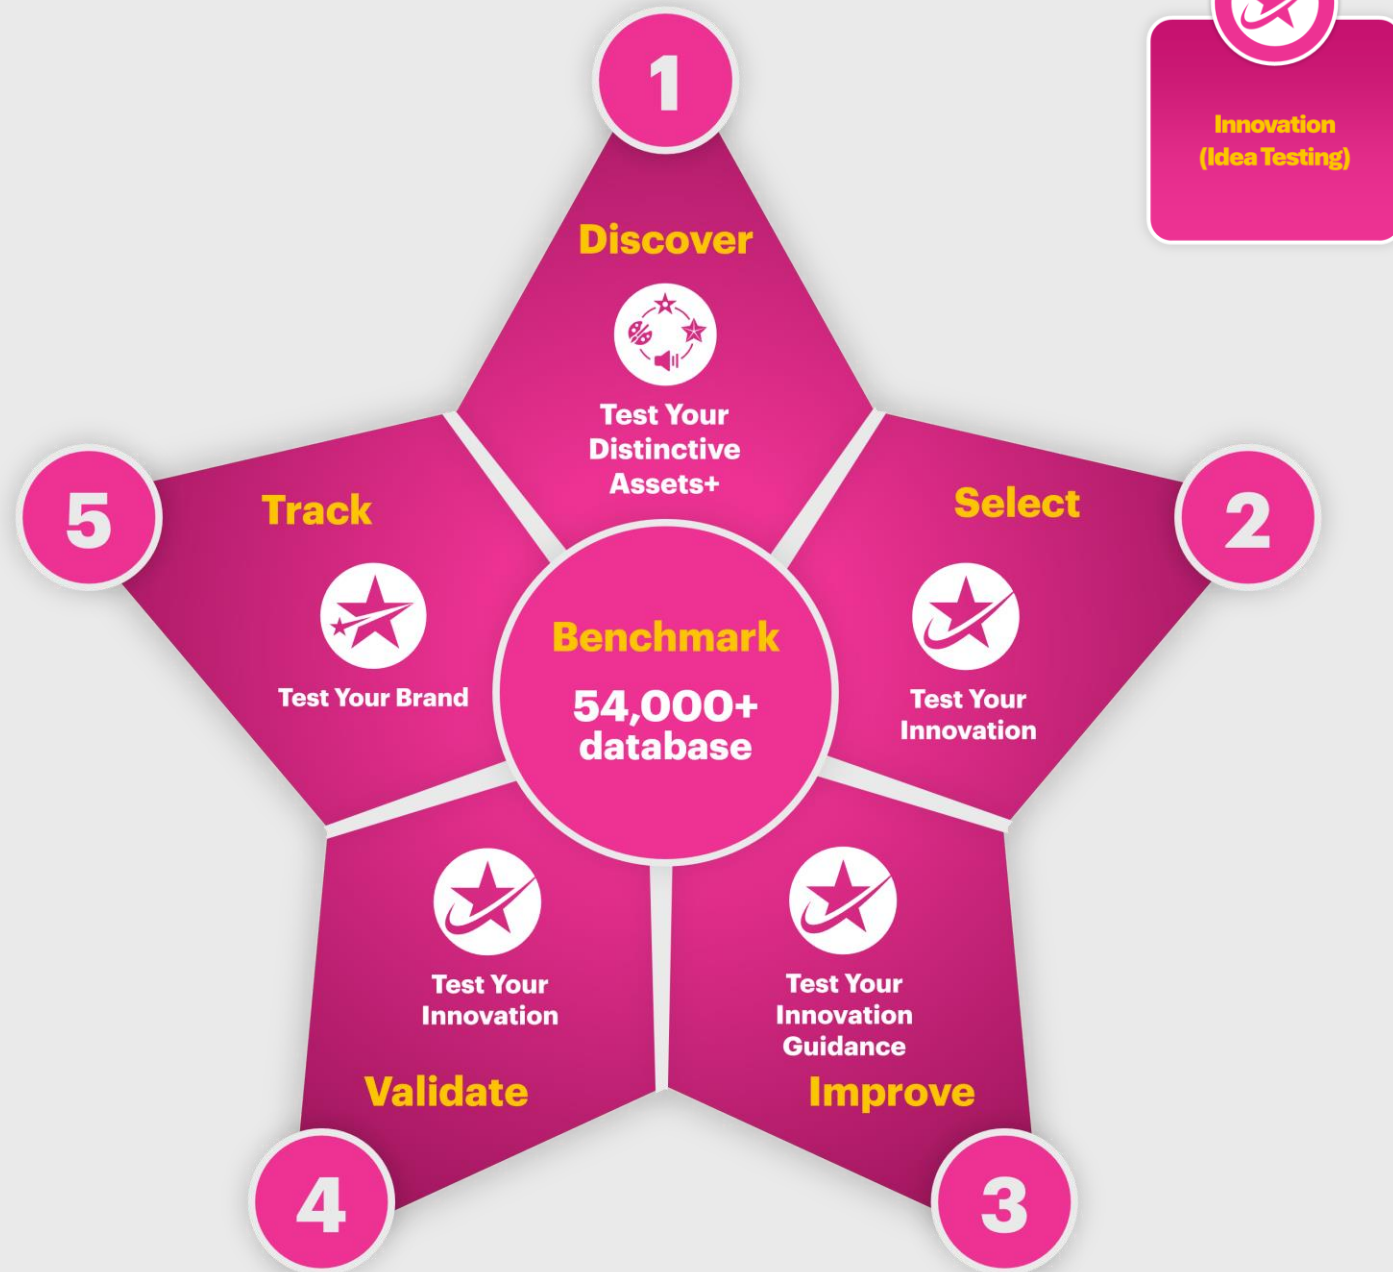 1
Innovation
(Idea Testing)
Discover
Test Your
Distinctive
Assets+
2
Select
Test Your
Innovation
3
Test Your
Innovation
Guidance
Improve
4
Test Your
Innovation
Validate
5
Track
Test Your Brand
Benchmark
54,000+
database